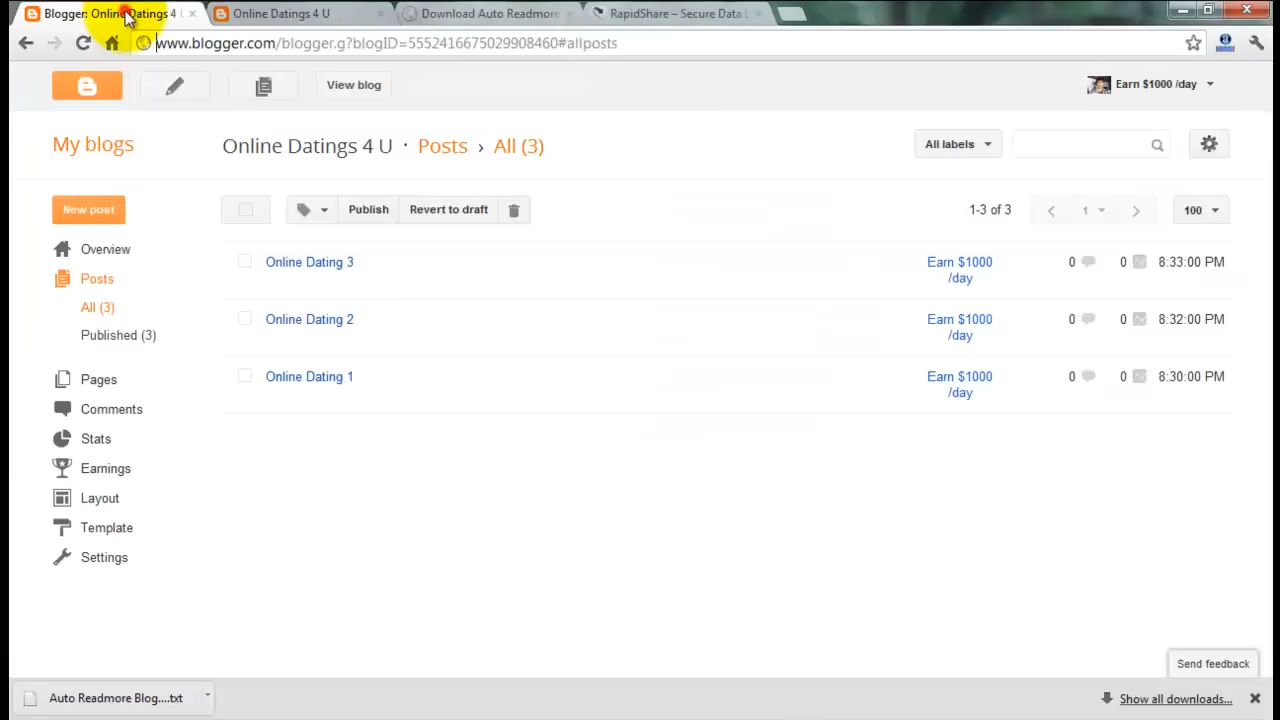 Blogger: Online Datings 4 U
Online Datings 4 U
Download Auto Readmore
RapidShare – Secure Data
www.blogger.com/blogger.g?blogID=5552416675029908460#allposts
View blog
Earn $1000 /day
My blogs
Online Datings 4 U · Posts › All (3)
All labels
New post
Publish
Revert to draft
1-3 of 3
1
100
Overview
Posts
All (3)
Published (3)
Pages
Comments
Stats
Earnings
Layout
Template
Settings
Online Dating 3
Earn $1000
/day
0
0
8:33:00 PM
Online Dating 2
Earn $1000
/day
0
0
8:32:00 PM
Online Dating 1
Earn $1000
/day
0
0
8:30:00 PM
Send feedback
Auto Readmore Blog....txt
Show all downloads...